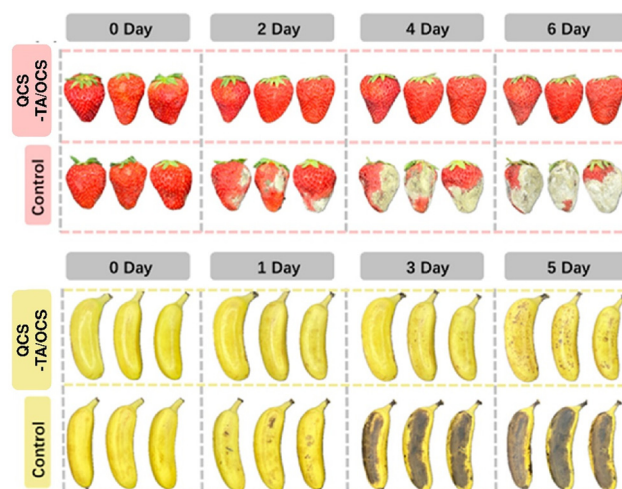 0 Day
2 Day
4 Day
6 Day
QCS
-TA/OCS
Control
0 Day
1 Day
3 Day
5 Day
QCS
-TA/OCS
Control